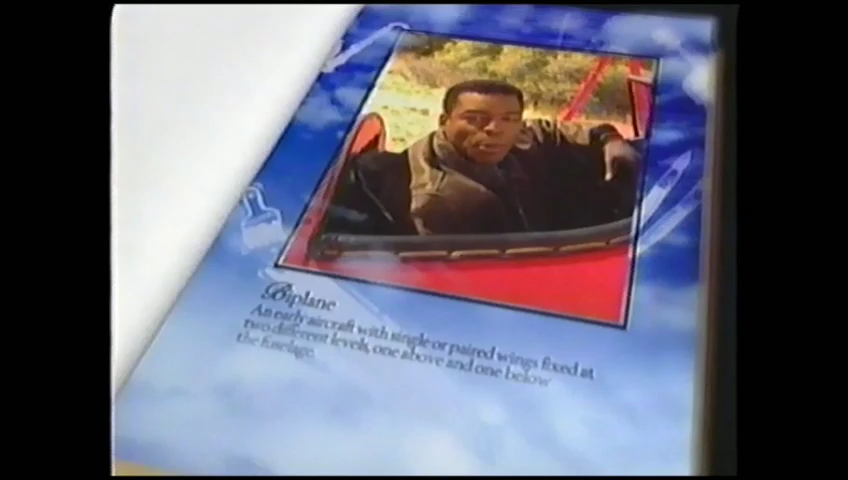 Biplane
An early aircraft with single or paired wings fixed at
two different levels, one above and one below
the fuselage.